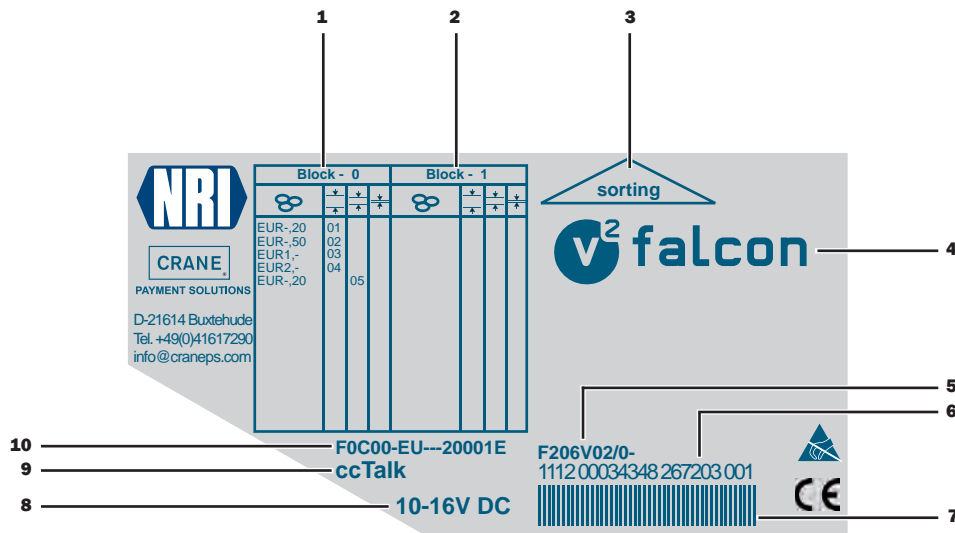 1 2 3
NRI
CRANE®
PAYMENT SOLUTIONS
D-21614 Buxtehude
Tel. +49(0)41617290
info@craneps.com
Block - 0 Block - 1
EUR-,20 01
EUR-,50 02
EUR1,- 03
EUR2,- 04
EUR-,20 05
sorting
v² falcon
4
5
6
10
F0C00-EU---20001E
9
ccTalk
8
10-16V DC
F206V02/0-
1112 00034348 267203 001
CE
7